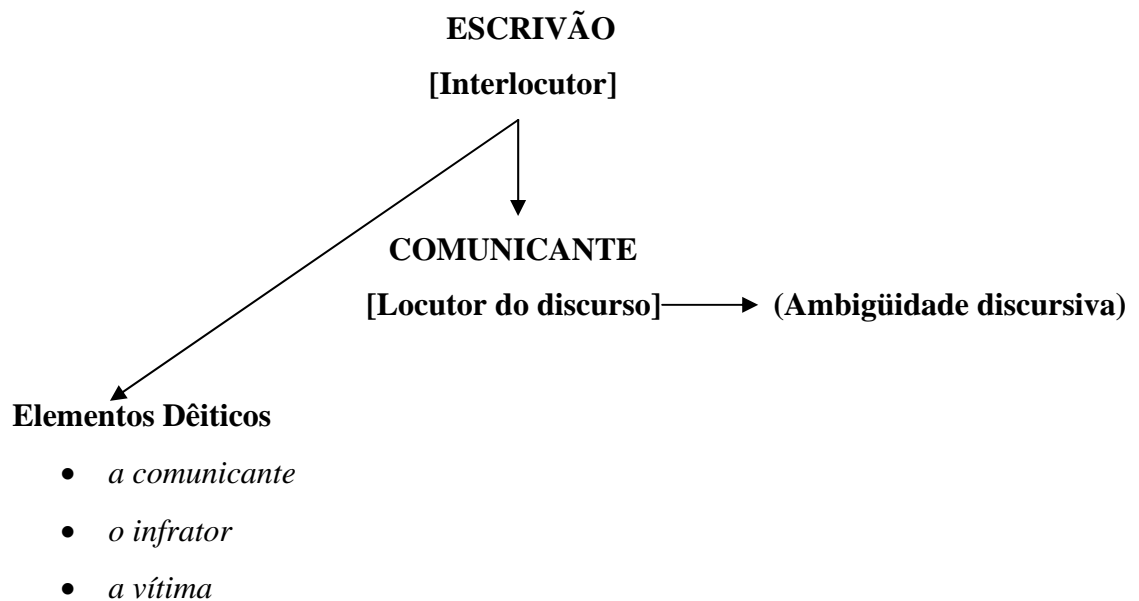 ESCRIVÃO
[Interlocutor]
COMUNICANTE
[Locutor do discurso]
(Ambigüidade discursiva)
Elementos Dêiticos
• a comunicante
• o infrator
• a vítima